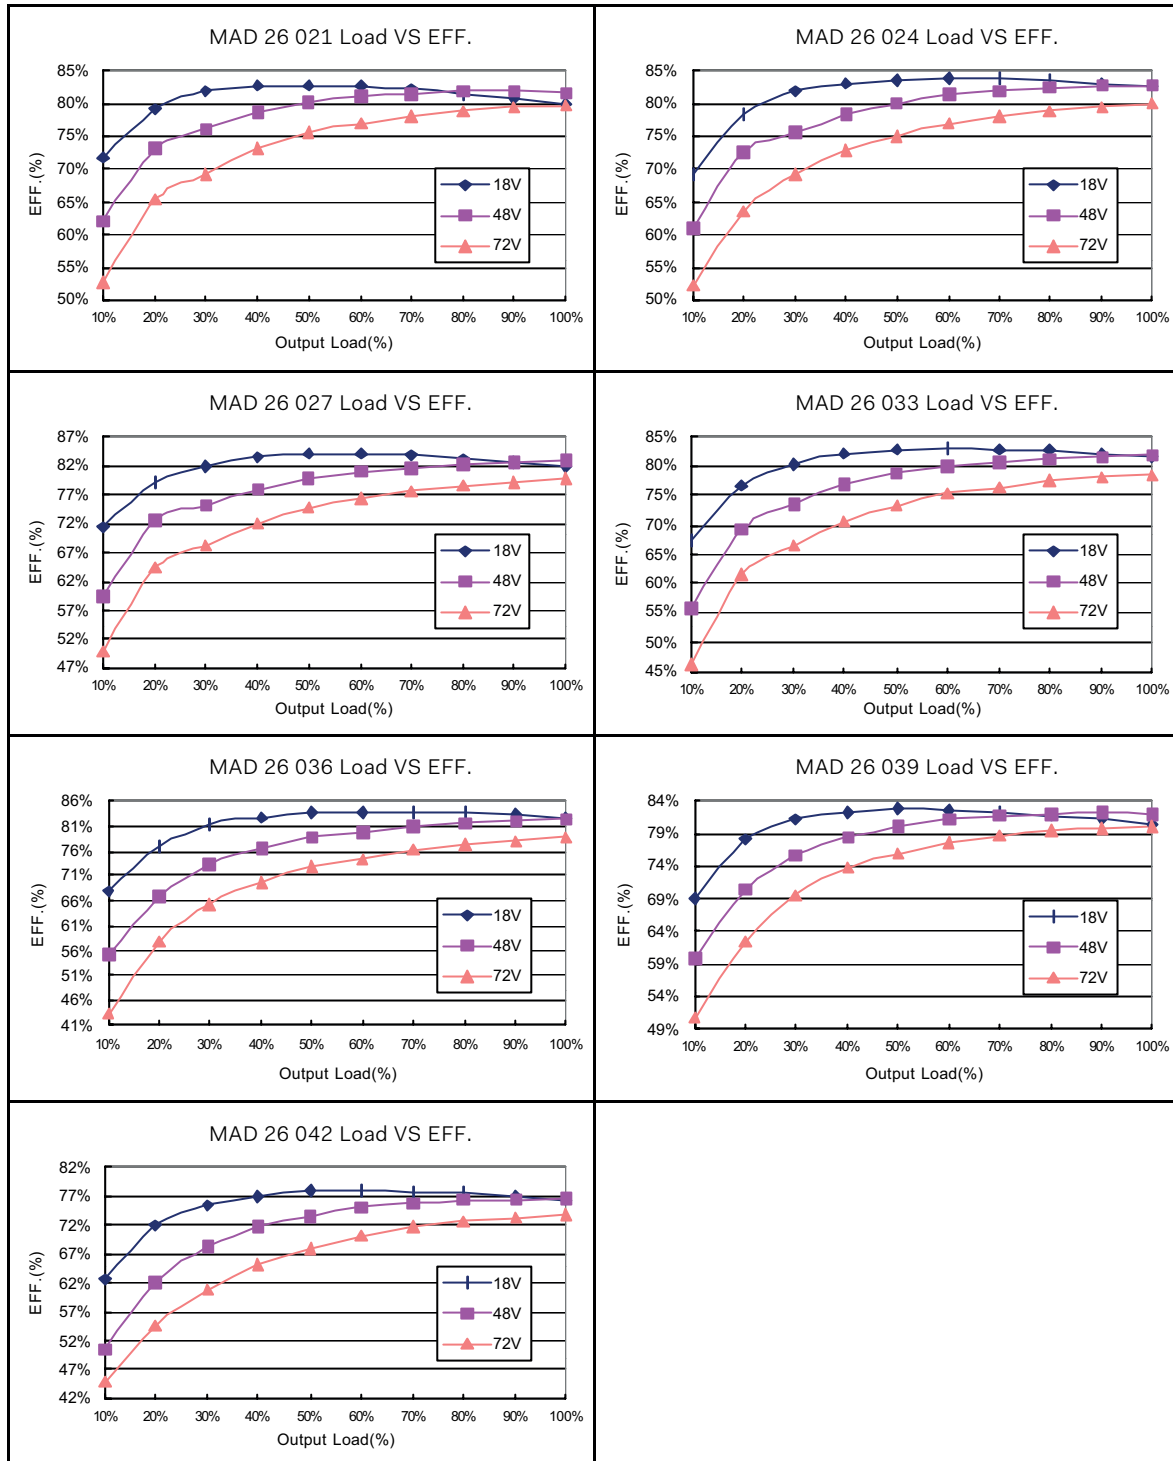 MAD 26 021 Load VS EFF.
EFF.(%)
85%
80%
75%
70%
65%
60%
55%
50%
18V
48V
72V
10% 20% 30% 40% 50% 60% 70% 80% 90% 100%
Output Load(%)
MAD 26 024 Load VS EFF.
EFF.(%)
85%
80%
75%
70%
65%
60%
55%
50%
18V
48V
72V
10% 20% 30% 40% 50% 60% 70% 80% 90% 100%
Output Load(%)
MAD 26 027 Load VS EFF.
EFF.(%)
87%
82%
77%
72%
67%
62%
57%
52%
47%
18V
48V
72V
10% 20% 30% 40% 50% 60% 70% 80% 90% 100%
Output Load(%)
MAD 26 033 Load VS EFF.
EFF.(%)
85%
80%
75%
70%
65%
60%
55%
50%
45%
18V
48V
72V
10% 20% 30% 40% 50% 60% 70% 80% 90% 100%
Output Load(%)
MAD 26 036 Load VS EFF.
EFF.(%)
86%
81%
76%
71%
66%
61%
56%
51%
46%
41%
18V
48V
72V
10% 20% 30% 40% 50% 60% 70% 80% 90% 100%
Output Load(%)
MAD 26 039 Load VS EFF.
EFF.(%)
84%
79%
74%
69%
64%
59%
54%
49%
18V
48V
72V
10% 20% 30% 40% 50% 60% 70% 80% 90% 100%
Output Load(%)
MAD 26 042 Load VS EFF.
EFF.(%)
82%
77%
72%
67%
62%
57%
52%
47%
42%
18V
48V
72V
10% 20% 30% 40% 50% 60% 70% 80% 90% 100%
Output Load(%)